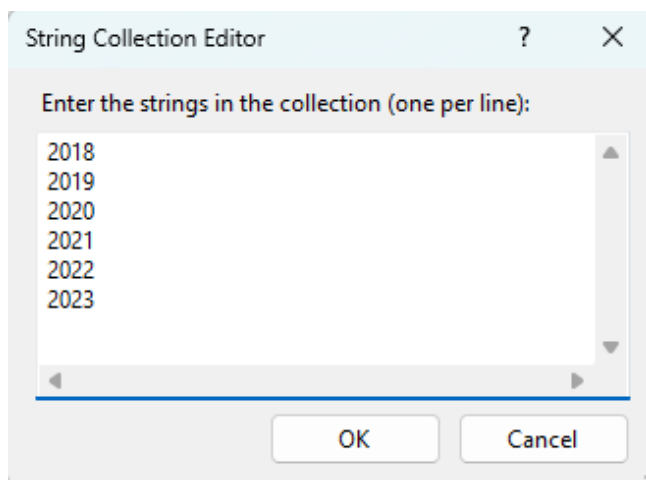 String Collection Editor ?
Enter the strings in the collection (one per line):
2018
2019
2020
2021
2022
2023
OK Cancel